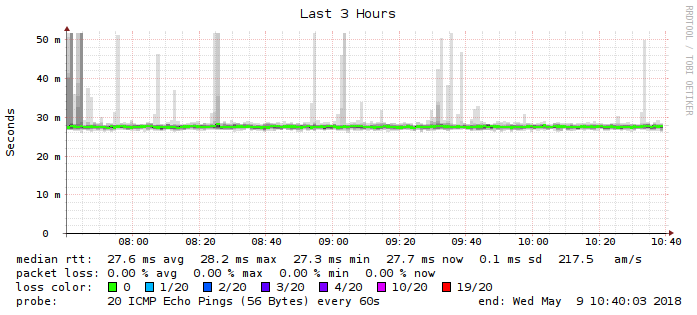 Last 3 Hours
RRDTOOL / TOBI OETIKER
Seconds
50 m
40 m
30 m
20 m
10 m
0
08:00 08:20 08:40 09:00 09:20 09:40 10:00 10:20 10:40
median rtt: 27.6 ms avg 28.2 ms max 27.3 ms min 27.7 ms now 0.1 ms sd 217.5 am/s
packet loss: 0.00 % avg 0.00 % max 0.00 % min 0.00 % now
loss color: 0 1/20 2/20 3/20 4/20 10/20 19/20
probe: 20 ICMP Echo Pings (56 Bytes) every 60s end: Wed May 9 10:40:03 2018